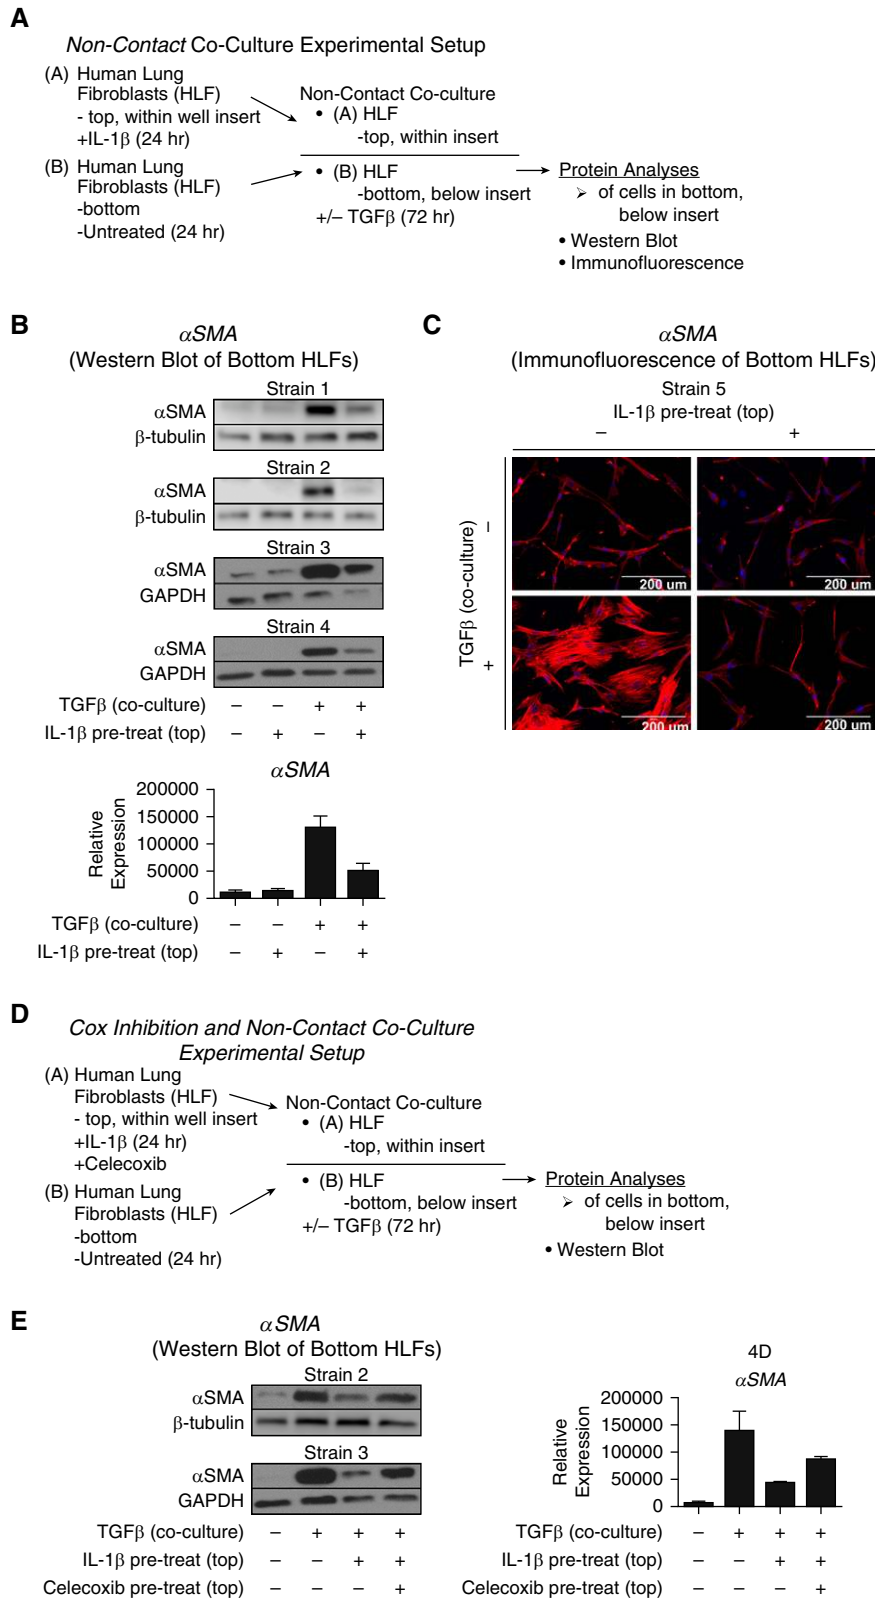 A
Non-Contact Co-Culture Experimental Setup
(A) Human Lung
Fibroblasts (HLF)
- top, within well insert
+IL-1β (24 hr)
(B) Human Lung
Fibroblasts (HLF)
-bottom
-Untreated (24 hr)
Non-Contact Co-culture
• (A) HLF
-top, within insert
• (B) HLF
-bottom, below insert
+/– TGFβ (72 hr)
Protein Analyses
➢ of cells in bottom,
below insert
• Western Blot
• Immunofluorescence
B
αSMA
(Western Blot of Bottom HLFs)
Strain 1
αSMA
β-tubulin
Strain 2
αSMA
β-tubulin
Strain 3
αSMA
GAPDH
Strain 4
αSMA
GAPDH
TGFβ (co-culture) – – + +
IL-1β pre-treat (top) – + – +
αSMA
Relative
Expression
200000
150000
100000
50000
0
TGFβ (co-culture) – – + +
IL-1β pre-treat (top) – + – +
C
αSMA
(Immunofluorescence of Bottom HLFs)
Strain 5
IL-1β pre-treat (top)
– +
TGFβ (co-culture)
–
+
200 um
200 um
200 um
200 um
D
Cox Inhibition and Non-Contact Co-Culture
Experimental Setup
(A) Human Lung
Fibroblasts (HLF)
- top, within well insert
+IL-1β (24 hr)
+Celecoxib
(B) Human Lung
Fibroblasts (HLF)
-bottom
-Untreated (24 hr)
Non-Contact Co-culture
• (A) HLF
-top, within insert
• (B) HLF
-bottom, below insert
+/– TGFβ (72 hr)
Protein Analyses
➢ of cells in bottom,
below insert
• Western Blot
E
αSMA
(Western Blot of Bottom HLFs)
Strain 2
αSMA
β-tubulin
Strain 3
αSMA
GAPDH
TGFβ (co-culture) – + + +
IL-1β pre-treat (top) – – + +
Celecoxib pre-treat (top) – – – +
4D
αSMA
Relative
Expression
200000
150000
100000
50000
0
TGFβ (co-culture) – + + +
IL-1β pre-treat (top) – – + +
Celecoxib pre-treat (top) – – – +